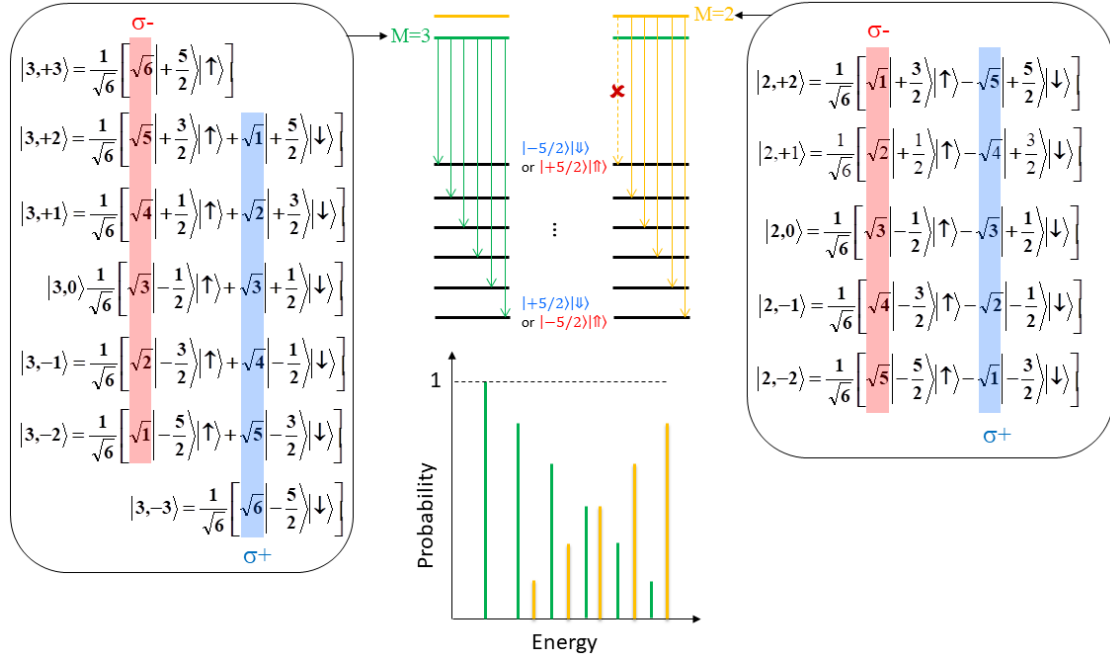 σ-
|3,+3⟩ = 1/√6 [√6 |+5/2⟩|↑⟩]
|3,+2⟩ = 1/√6 [√5 |+3/2⟩|↑⟩ + √1 |+5/2⟩|↓⟩]
|3,+1⟩ = 1/√6 [√4 |+1/2⟩|↑⟩ + √2 |+3/2⟩|↓⟩]
|3,0⟩ 1/√6 [√3 |-1/2⟩|↑⟩ + √3 |+1/2⟩|↓⟩]
|3,-1⟩ = 1/√6 [√2 |-3/2⟩|↑⟩ + √4 |-1/2⟩|↓⟩]
|3,-2⟩ = 1/√6 [√1 |-5/2⟩|↑⟩ + √5 |-3/2⟩|↓⟩]
|3,-3⟩ = 1/√6 [√6 |-5/2⟩|↓⟩]
σ+
M=3
M=2
|-5/2⟩|⇓⟩
or |+5/2⟩|⇑⟩
...
|+5/2⟩|⇓⟩
or |-5/2⟩|⇑⟩
1
Probability
Energy
σ-
|2,+2⟩ = 1/√6 [√1 |+3/2⟩|↑⟩ - √5 |+5/2⟩|↓⟩]
|2,+1⟩ = 1/√6 [√2 |+1/2⟩|↑⟩ - √4 |+3/2⟩|↓⟩]
|2,0⟩ = 1/√6 [√3 |-1/2⟩|↑⟩ - √3 |+1/2⟩|↓⟩]
|2,-1⟩ = 1/√6 [√4 |-3/2⟩|↑⟩ - √2 |-1/2⟩|↓⟩]
|2,-2⟩ = 1/√6 [√5 |-5/2⟩|↑⟩ - √1 |-3/2⟩|↓⟩]
σ+